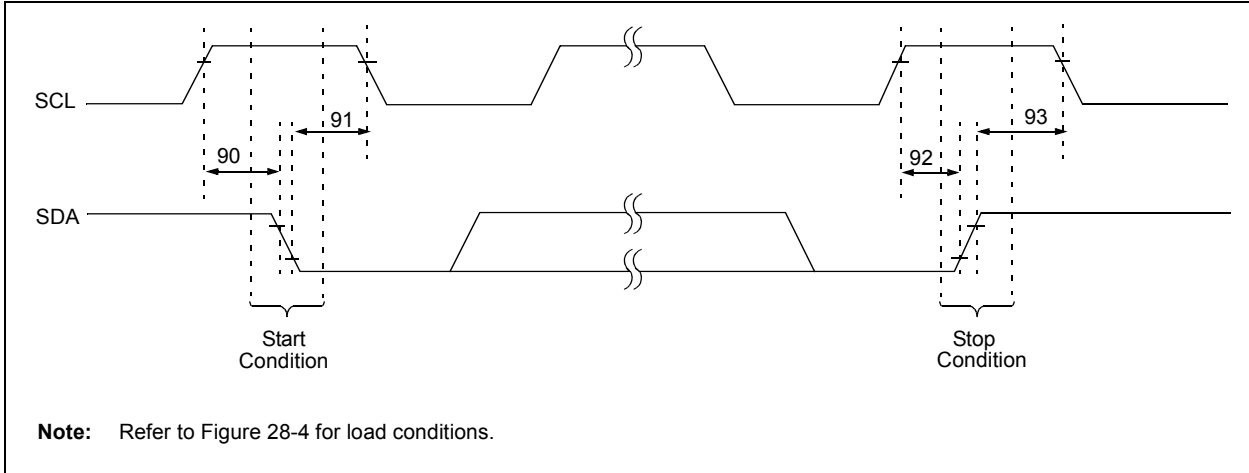 SCL
91
93
90
92
SDA
Start
Condition
Stop
Condition
Note: Refer to Figure 28-4 for load conditions.